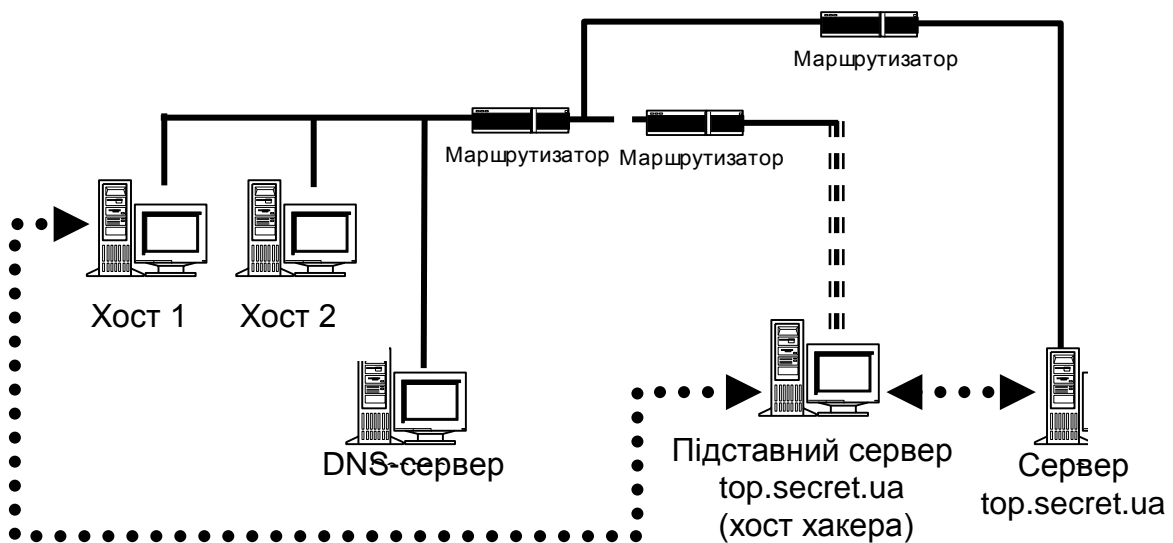 Маршрутизатор
Маршрутизатор
Маршрутизатор
Хост 1
Хост 2
DNS-сервер
Підставний сервер
top.secret.ua
(хост хакера)
Сервер
top.secret.ua